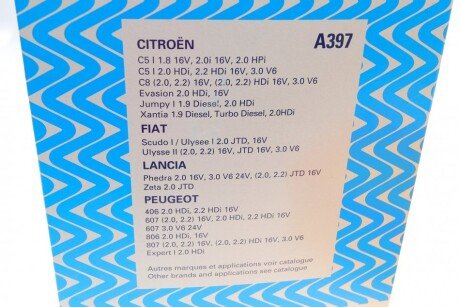 CITROËN A397
C5 I 1.8 16V, 2.0i 16V, 2.0 HPi
C5 I 2.0 HDi, 2.2 HDi 16V, 3.0 V6
C8 (2.0, 2.2) 16V, (2.0, 2.2) HDi 16V, 3.0 V6
Evasion 2.0 HDi, 16V
Jumpy I 1.9 Diesel, 2.0 HDi
Xantia 1.9 Diesel, Turbo Diesel, 2.0HDi
FIAT
Scudo I / Ulysee I 2.0 JTD, 16V
Ulysse II (2.0, 2.2) 16V, JTD 16V, 3.0 V6
LANCIA
Phedra 2.0 16V, 3.0 V6 24V, (2.0, 2.2) JTD 16V
Zeta 2.0 JTD
PEUGEOT
406 2.0 HDi, 2.2 HDi 16V
607 (2.0, 2.2) 16V, 2.0 HDi, 2.2 HDi 16V
607 3.0 V6 24V
806 2.0 HDi, 16V
807 (2.0, 2.2) 16V, (2.0, 2.2) HDi 16V, 3.0 V6
Expert I 2.0 HDi
Autres marques et applications voir catalogue
Other brands and applications see catalogue